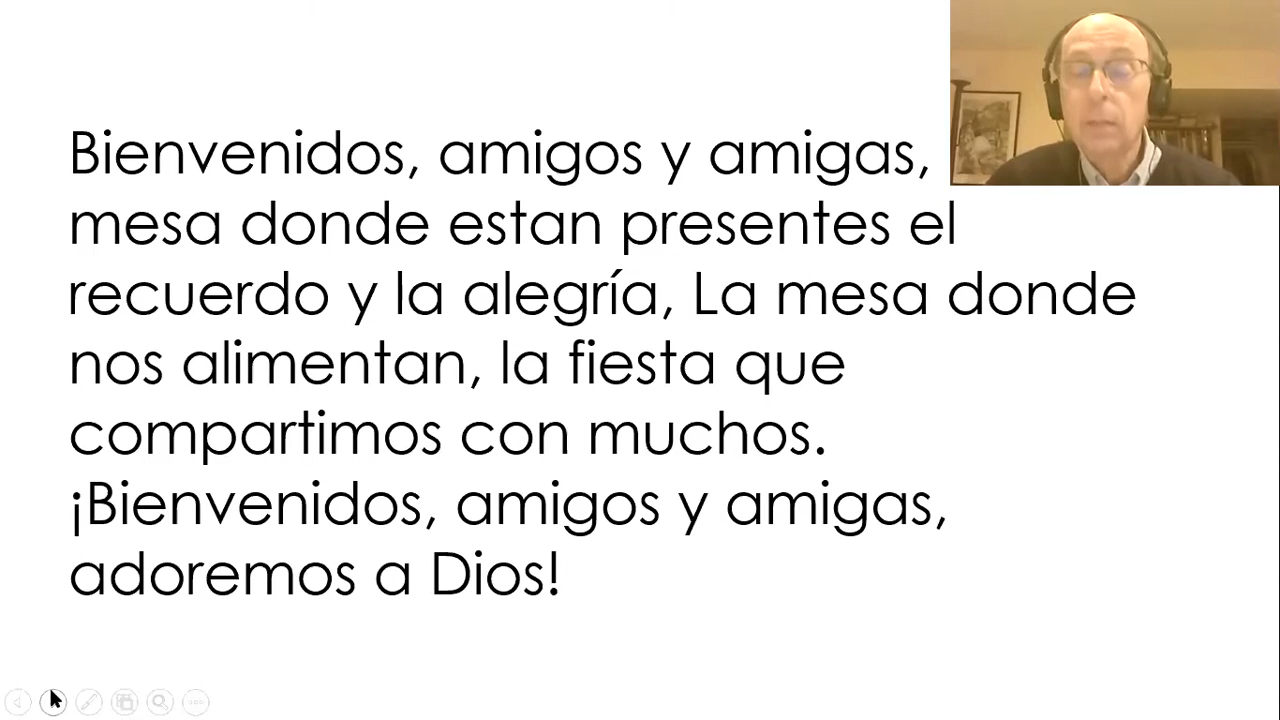 Bienvenidos, amigos y amigas,
mesa donde estan presentes el
recuerdo y la alegría, La mesa donde
nos alimentan, la fiesta que
compartimos con muchos.
¡Bienvenidos, amigos y amigas,
adoremos a Dios!